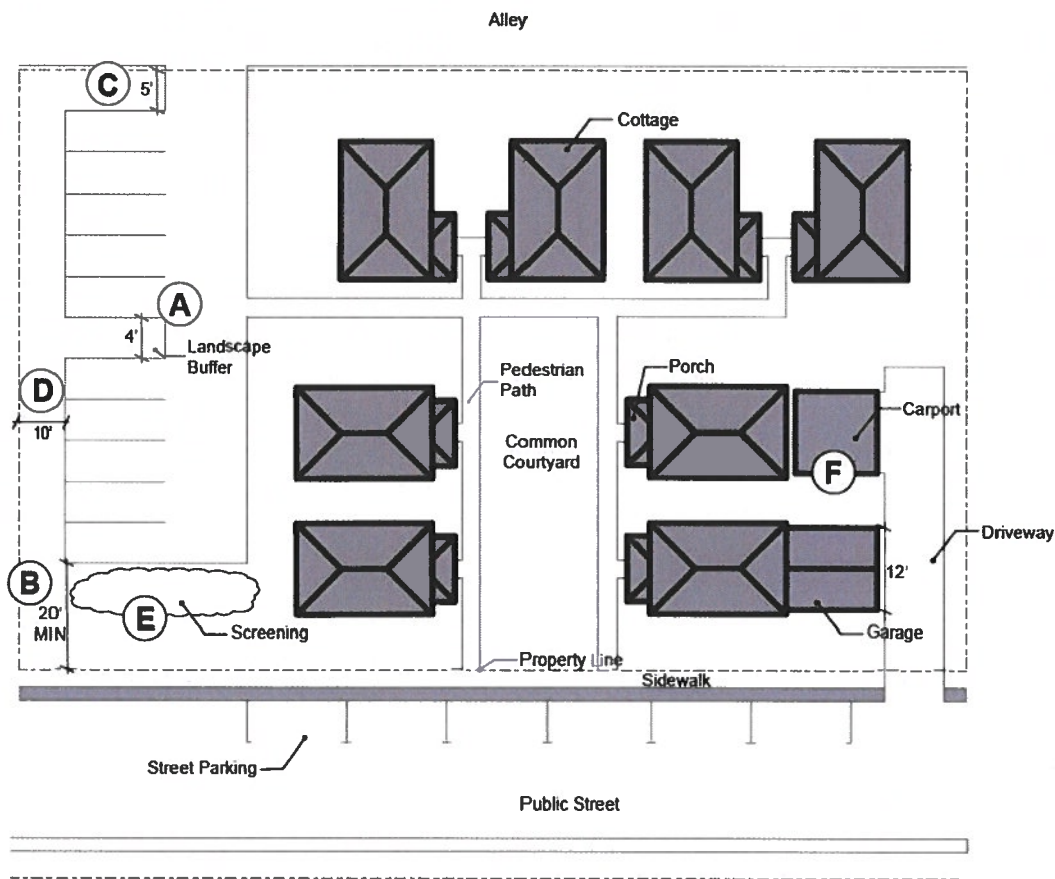 Alley
C
5'
Cottage
A
4'
Landscape
Buffer
D
10'
Pedestrian
Path
Porch
Carport
Common
Courtyard
F
Driveway
B
20'
MIN
E
Screening
12'
Garage
Property Line
Sidewalk
Street Parking
Public Street